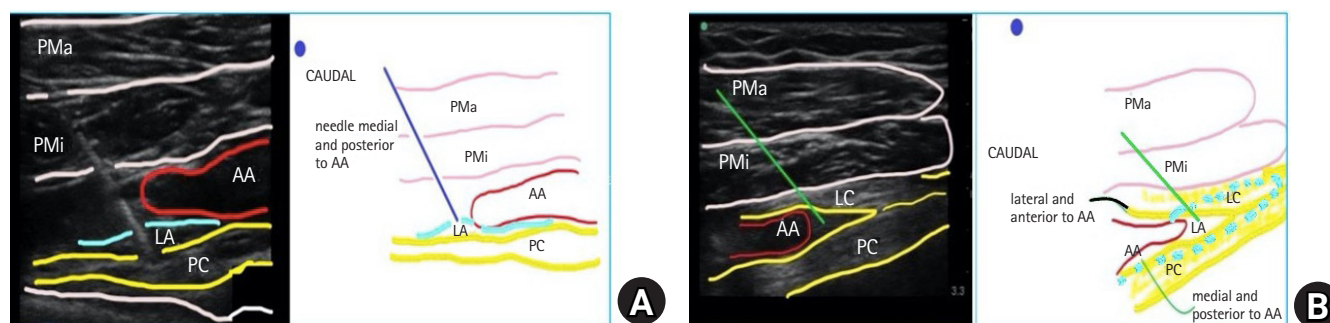 PMa
PMi
AA
LA
PC
CAUDAL
needle medial
and posterior
to AA
PMa
PMi
AA
LA
PC
A
PMa
PMi
LC
AA
PC
3.3
CAUDAL
lateral and
anterior to AA
PMa
PMi
LC
LA
AA
PC
medial and
posterior to AA
B